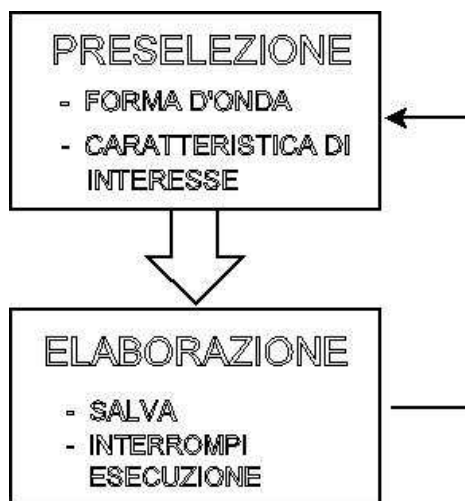 PRESELEZIONE
- FORMA D'ONDA
- CARATTERISTICA DI
INTERESSE
ELABORAZIONE
- SALVA
- INTERROMPI
ESECUZIONE